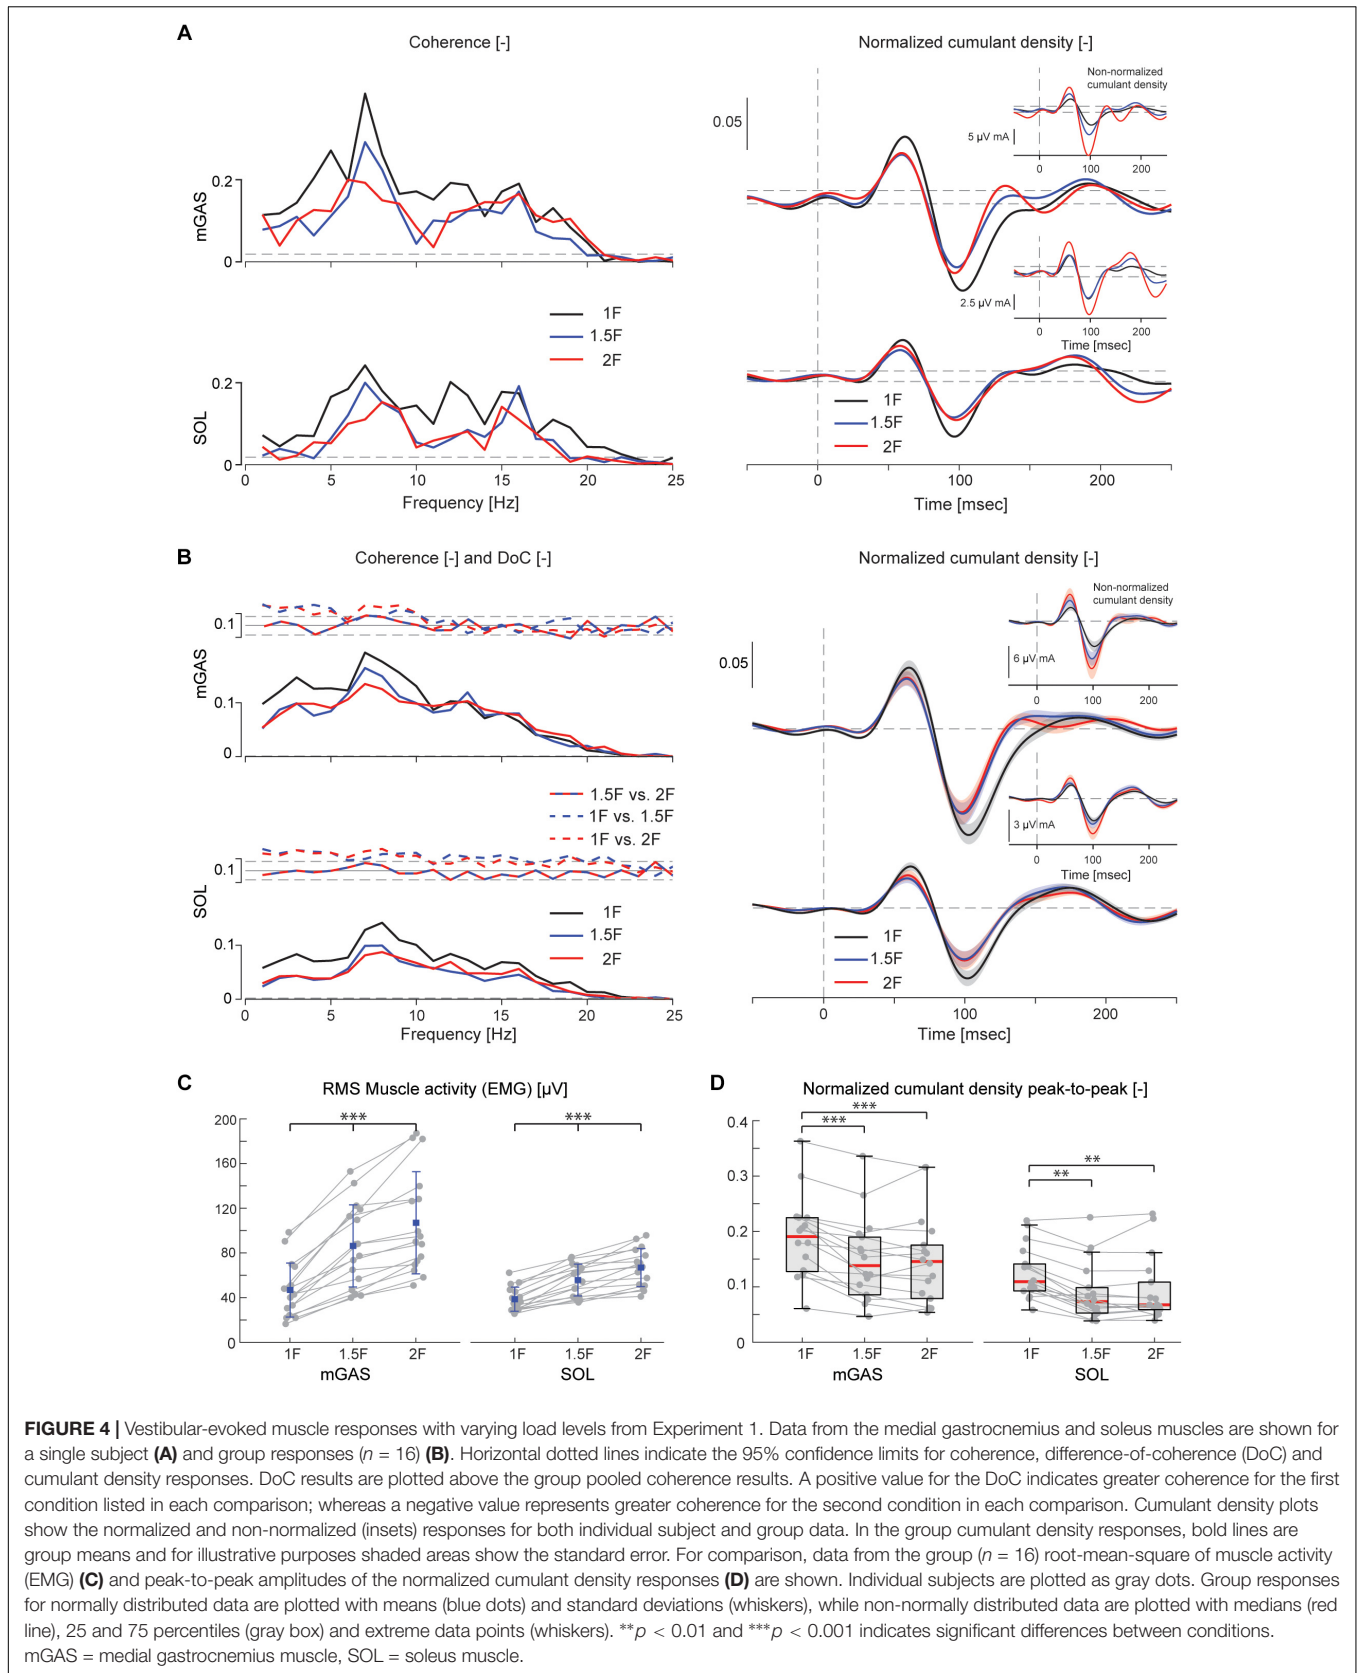 A
Coherence [-]
Normalized cumulant density [-]
Non-normalized
cumulant density
0.05
5 µV mA
0 100 200
mGAS
0.2
0
2.5 µV mA
0 100 200
Time [msec]
1F
1.5F
2F
SOL
0.2
0
0 5 10 15 20 25
Frequency [Hz]
1F
1.5F
2F
0 100 200
Time [msec]
B
Coherence [-] and DoC [-]
Normalized cumulant density [-]
Non-normalized
cumulant density
0.1
mGAS
0.1
0
0.05
6 µV mA
0 100 200
1.5F vs. 2F
1F vs. 1.5F
1F vs. 2F
3 µV mA
0 100 200
Time [msec]
0.1
SOL
0.1
0
1F
1.5F
2F
0 5 10 15 20 25
Frequency [Hz]
1F
1.5F
2F
0 100 200
Time [msec]
C
RMS Muscle activity (EMG) [µV]
200
160
120
80
40
0
*** ***
1F 1.5F 2F 1F 1.5F 2F
mGAS SOL
D
Normalized cumulant density peak-to-peak [-]
0.4
0.3
0.2
0.1
0
***
***
**
**
1F 1.5F 2F 1F 1.5F 2F
mGAS SOL
FIGURE 4 | Vestibular-evoked muscle responses with varying load levels from Experiment 1. Data from the medial gastrocnemius and soleus muscles are shown for
a single subject (A) and group responses (n = 16) (B). Horizontal dotted lines indicate the 95% confidence limits for coherence, difference-of-coherence (DoC) and
cumulant density responses. DoC results are plotted above the group pooled coherence results. A positive value for the DoC indicates greater coherence for the first
condition listed in each comparison; whereas a negative value represents greater coherence for the second condition in each comparison. Cumulant density plots
show the normalized and non-normalized (insets) responses for both individual subject and group data. In the group cumulant density responses, bold lines are
group means and for illustrative purposes shaded areas show the standard error. For comparison, data from the group (n = 16) root-mean-square of muscle activity
(EMG) (C) and peak-to-peak amplitudes of the normalized cumulant density responses (D) are shown. Individual subjects are plotted as gray dots. Group responses
for normally distributed data are plotted with means (blue dots) and standard deviations (whiskers), while non-normally distributed data are plotted with medians (red
line), 25 and 75 percentiles (gray box) and extreme data points (whiskers). **p < 0.01 and ***p < 0.001 indicates significant differences between conditions.
mGAS = medial gastrocnemius muscle, SOL = soleus muscle.